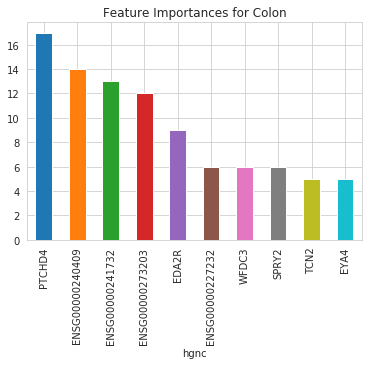 Feature Importances for Colon
16
14
12
10
8
6
4
2
0
PTCHD4
ENSG00000240409
ENSG00000241732
ENSG00000273203
EDA2R
ENSG00000227232
WFDC3
SPRY2
TCN2
EYA4
hgnc